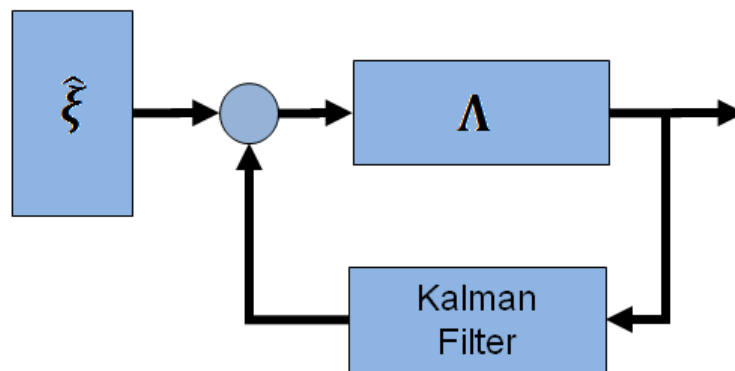 ξ̂
Λ
Kalman
Filter